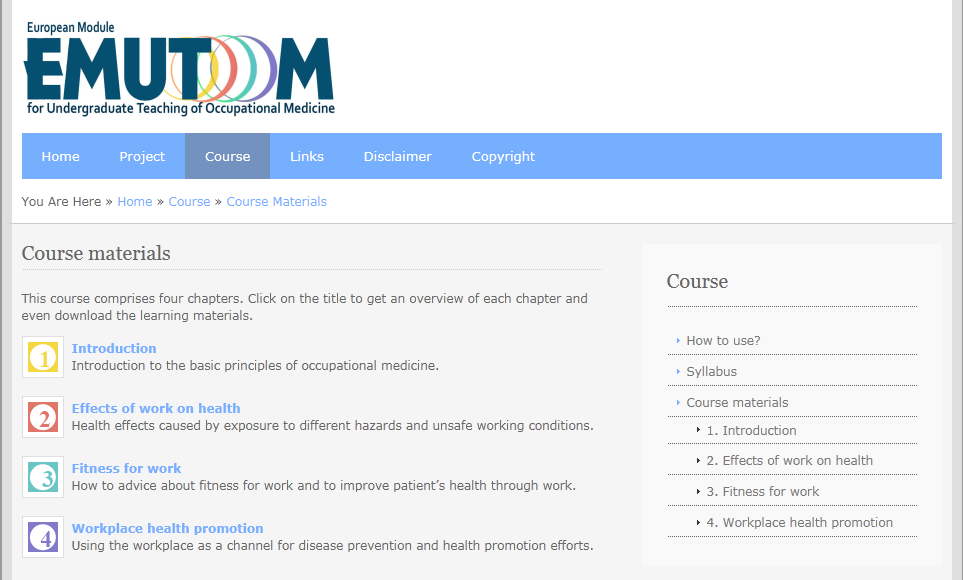 European Module
EMUTOM
for Undergraduate Teaching of Occupational Medicine
Home Project Course Links Disclaimer Copyright
You Are Here » Home » Course » Course Materials
Course materials
This course comprises four chapters. Click on the title to get an overview of each chapter and
even download the learning materials.
1 Introduction
Introduction to the basic principles of occupational medicine.
2 Effects of work on health
Health effects caused by exposure to different hazards and unsafe working conditions.
3 Fitness for work
How to advice about fitness for work and to improve patient’s health through work.
4 Workplace health promotion
Using the workplace as a channel for disease prevention and health promotion efforts.
Course
How to use?
Syllabus
Course materials
1. Introduction
2. Effects of work on health
3. Fitness for work
4. Workplace health promotion